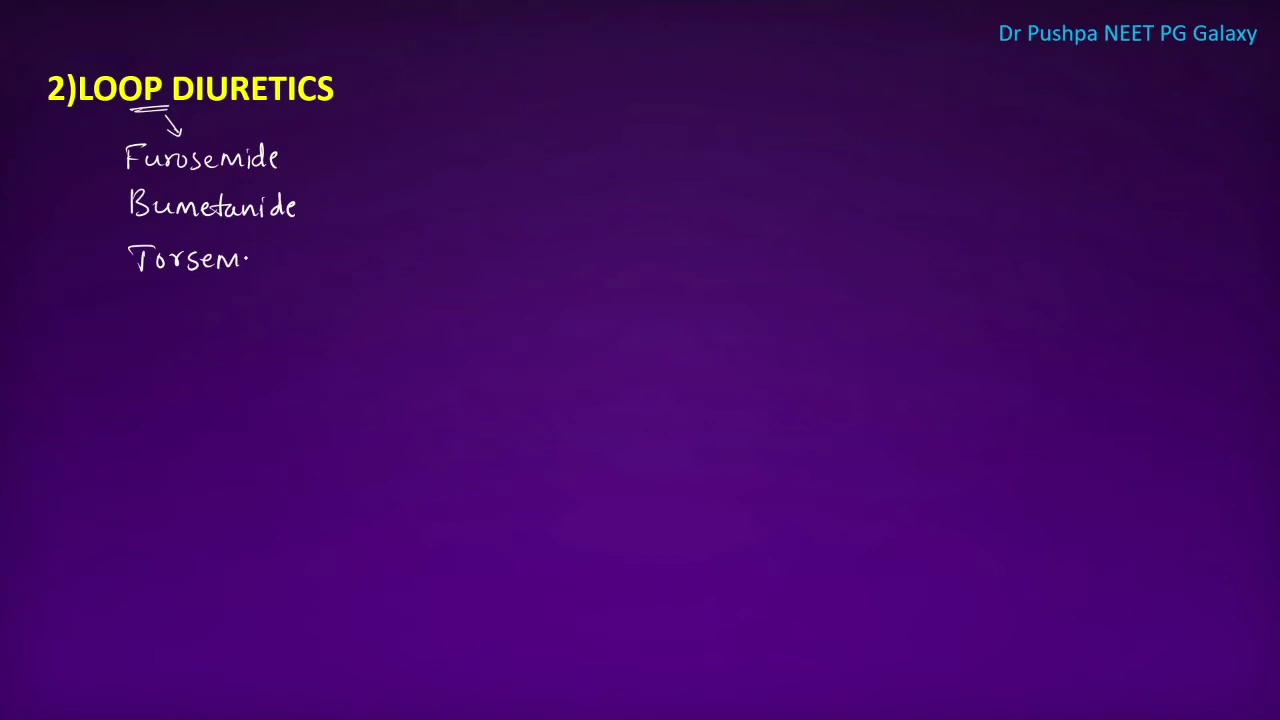 Dr Pushpa NEET PG Galaxy
2)LOOP DIURETICS
Furosemide
Bumetanide
Torsem